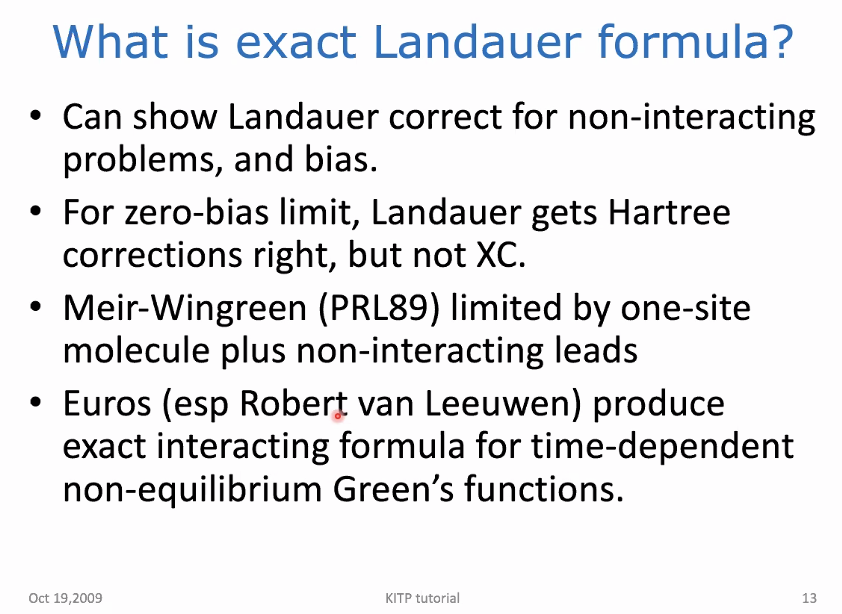 What is exact Landauer formula?
• Can show Landauer correct for non-interacting
problems, and bias.
• For zero-bias limit, Landauer gets Hartree
corrections right, but not XC.
• Meir-Wingreen (PRL89) limited by one-site
molecule plus non-interacting leads
• Euros (esp Robert van Leeuwen) produce
exact interacting formula for time-dependent
non-equilibrium Green’s functions.
Oct 19,2009
KITP tutorial
13